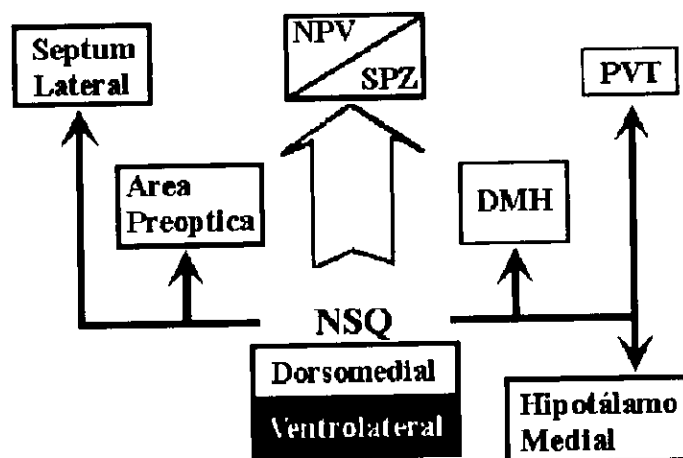 Septum
Lateral
NPV
SPZ
PVT
Area
Preoptica
DMH
NSQ
Dorsomedial
Ventrolateral
Hipotálamo
Medial